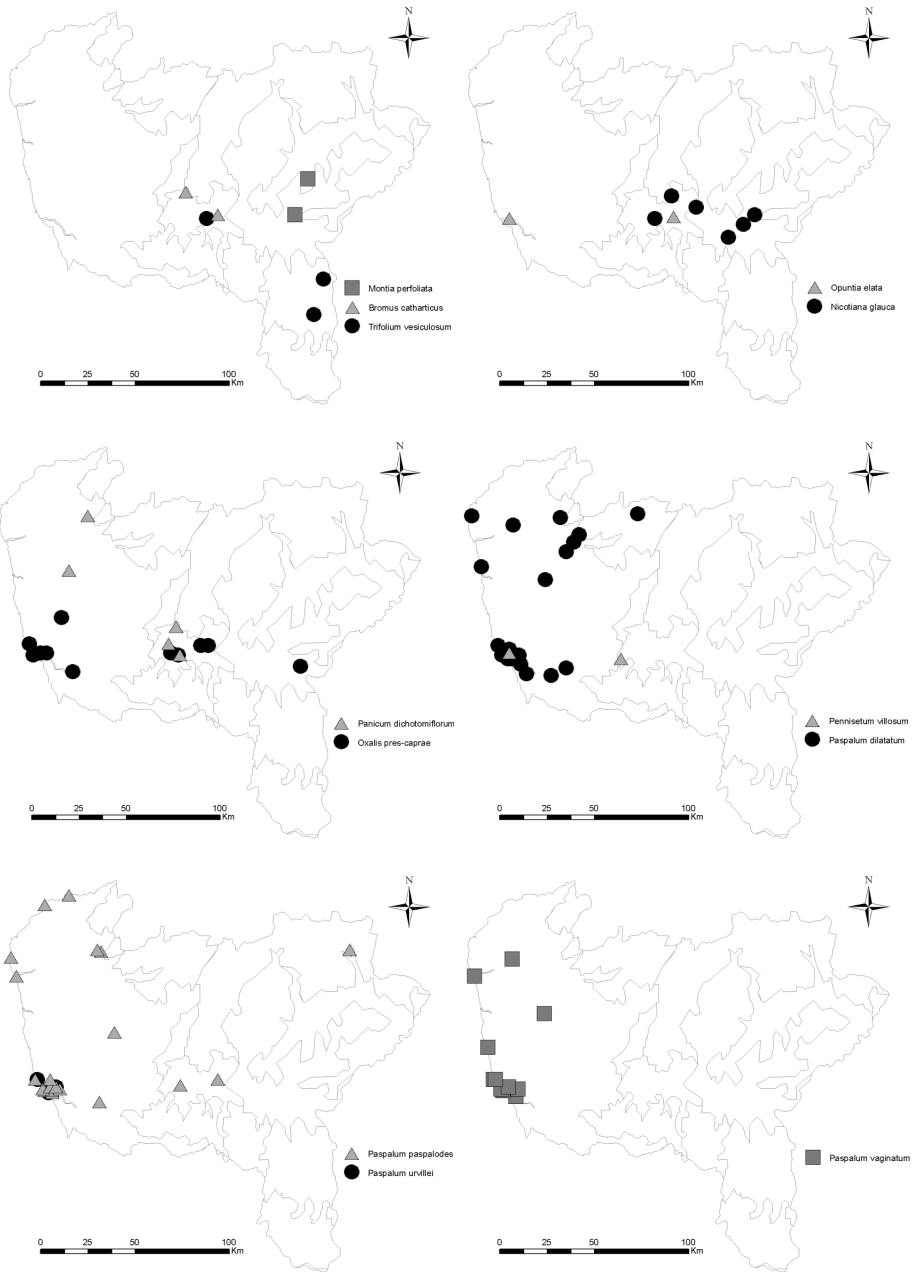 N
Montia perfoliata
Bromus catharticus
Trifolium vesiculosum
0 25 50 100
Km
N
Opuntia elata
Nicotiana glauca
0 25 50 100
Km
N
Panicum dichotomiflorum
Oxalis pres-caprae
0 25 50 100
Km
N
Pennisetum villosum
Paspalum dilatatum
0 25 50 100
Km
N
Paspalum paspalodes
Paspalum urvillei
0 25 50 100
Km
N
Paspalum vaginatum
0 25 50 100
Km